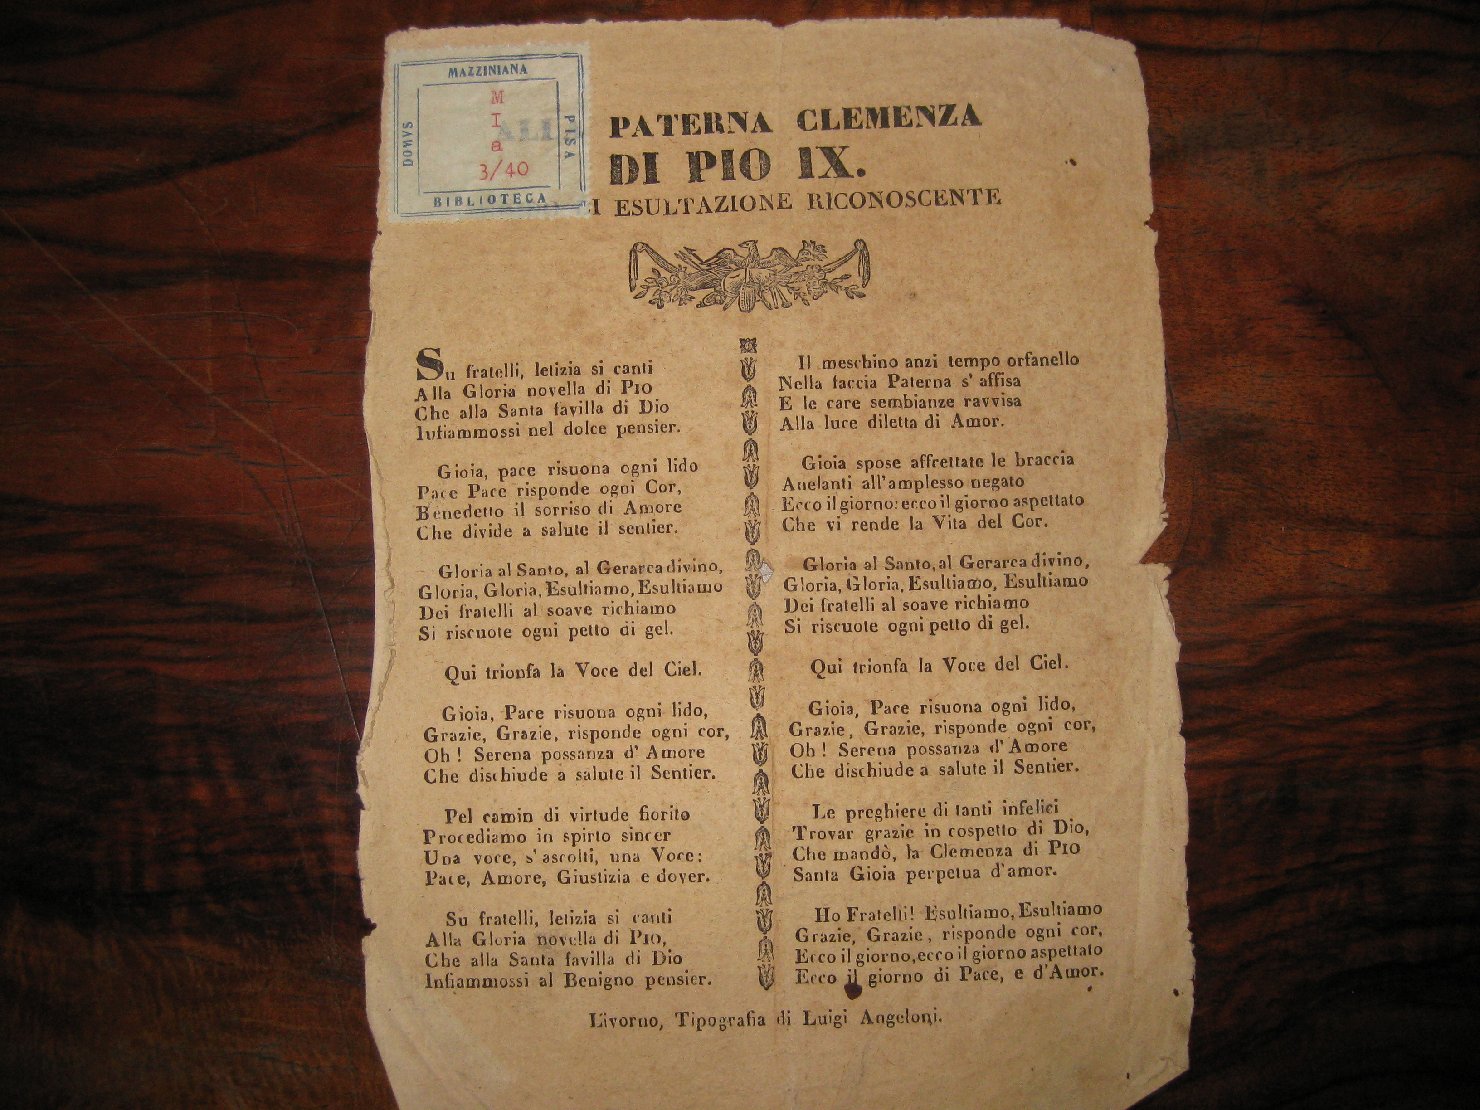 MAZZINIANA
DOMVS
PISA
BIBLIOTECA
M
I
a
3/40
ALLA PATERNA CLEMENZA
DI PIO IX.
ESULTAZIONE RICONOSCENTE
Su fratelli, letizia si canti
Alla Gloria novella di PIO
Che alla Santa favilla di Dio
Infiammossi nel dolce pensier.
Gioia, pace risuona ogni lido
Pace Pace risponde ogni Cor,
Benedetto il sorriso di Amore
Che divide a salute il sentier.
Gloria al Santo, al Gerarca divino,
Gloria, Gloria, Esultiamo, Esultiamo
Dei fratelli al soave richiamo
Si riscuote ogni petto di gel.
Qui trionfa la Voce del Ciel.
Gioia, Pace risuona ogni lido,
Grazie, Grazie, risponde ogni cor,
Oh! Serena possanza d' Amore
Che dischiude a salute il Sentier.
Pel camin di virtude fiorito
Procediamo in spirto sincer
Una voce, s' ascolti, una Voce:
Pace, Amore, Giustizia e dover.
Su fratelli, letizia si canti
Alla Gloria novella di PIO,
Che alla Santa favilla di Dio
Infiammossi al Benigno pensier.
Il meschino anzi tempo orfanello
Nella faccia Paterna s' affisa
E le care sembianze ravvisa
Alla luce diletta di Amor.
Gioia spose affrettate le braccia
Anelanti all'amplesso negato
Ecco il giorno: ecco il giorno aspettato
Che vi rende la Vita del Cor.
Gloria al Santo, al Gerarca divino,
Gloria, Gloria, Esultiamo, Esultiamo
Dei fratelli al soave richiamo
Si riscuote ogni petto di gel.
Qui trionfa la Voce del Ciel.
Gioia, Pace risuona ogni lido,
Grazie, Grazie, risponde ogni cor,
Oh! Serena possanza d' Amore
Che dischiude a salute il Sentier.
Le preghiere di tanti infelici
Trovar grazie in cospetto di Dio,
Che mandò, la Clemenza di PIO
Santa Gioia perpetua d'amor.
Ho Fratelli! Esultiamo, Esultiamo
Grazie, Grazie, risponde ogni cor,
Ecco il giorno, ecco il giorno aspettato
Ecco il giorno di Pace, e d'Amor.
Livorno, Tipografia di Luigi Angeloni.